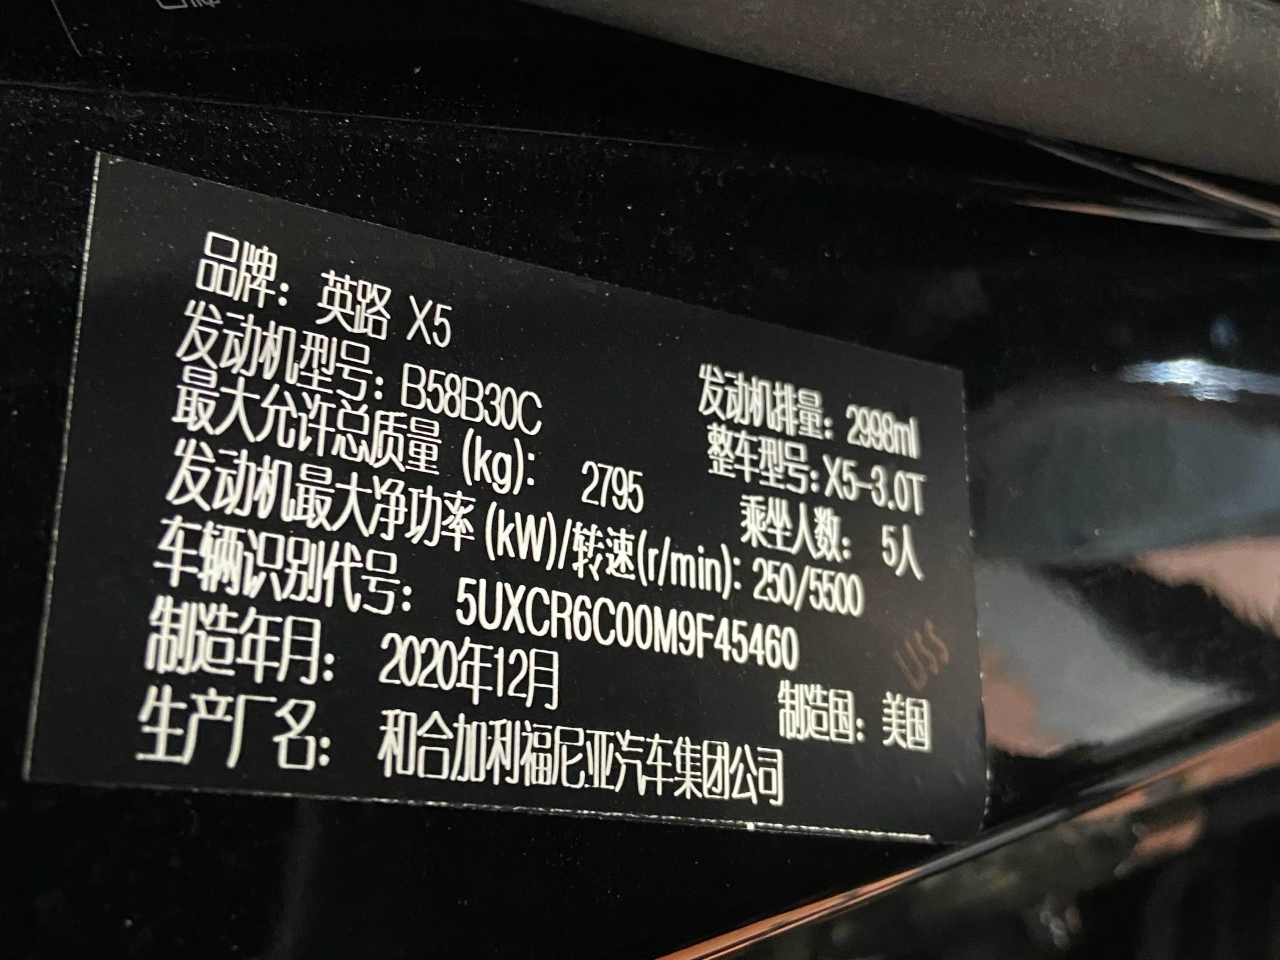 品牌：英路 X5
发动机型号：B58B30C 发动机排量：2998ml
最大允许总质量 (kg)： 2795 整车型号：X5-3.0T
乘坐人数： 5人
发动机最大净功率 (kW)/转速(r/min)：250/5500
车辆识别代号： 5UXCR6C00M9F45460
USS
制造年月： 2020年12月 制造国：美国
生产厂名： 和合加利福尼亚汽车集团公司